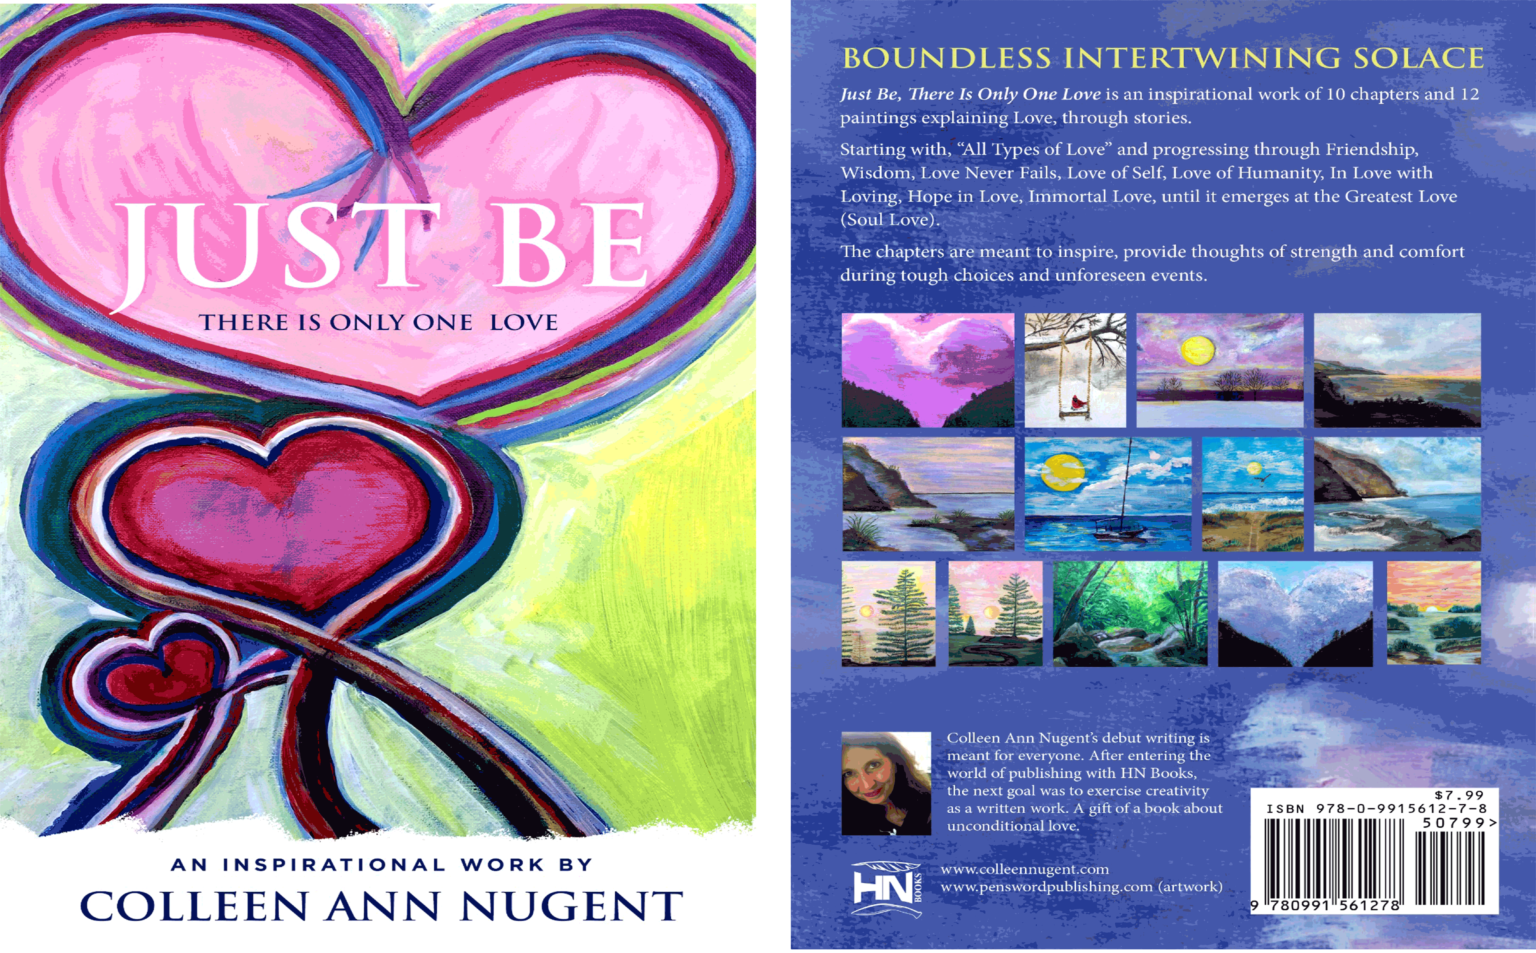 JUST BE
THERE IS ONLY ONE LOVE
AN INSPIRATIONAL WORK BY
COLLEEN ANN NUGENT
BOUNDLESS INTERTWINING SOLACE
Just Be, There Is Only One Love is an inspirational work of 10 chapters and 12
paintings explaining Love, through stories.
Starting with, “All Types of Love” and progressing through Friendship,
Wisdom, Love Never Fails, Love of Self, Love of Humanity, In Love with
Loving, Hope in Love, Immortal Love, until it emerges at the Greatest Love
(Soul Love).
The chapters are meant to inspire, provide thoughts of strength and comfort
during tough choices and unforeseen events.
Colleen Ann Nugent’s debut writing is
meant for everyone. After entering the
world of publishing with HN Books,
the next goal was to exercise creativity
as a written work. A gift of a book about
unconditional love.
HN BOOKS
www.colleennugent.com
www.penswordpublishing.com (artwork)
$7.99
ISBN 978-0-9915612-7-8
50799>
9 780991 561278